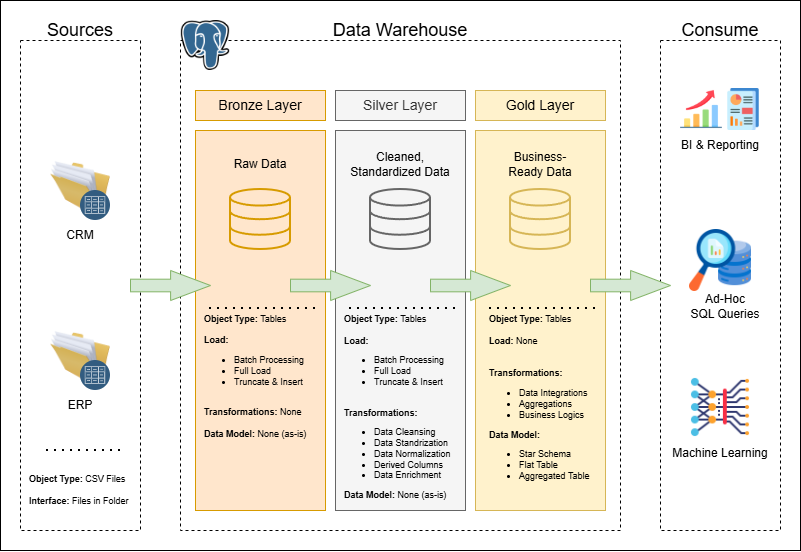 Sources
CRM
ERP
Object Type: CSV Files
Interface: Files in Folder
Data Warehouse
Bronze Layer
Raw Data
Object Type: Tables
Load:
Batch Processing
Full Load
Truncate & Insert
Transformations: None
Data Model: None (as-is)
Silver Layer
Cleaned,
Standardized Data
Object Type: Tables
Load:
Batch Processing
Full Load
Truncate & Insert
Transformations:
Data Cleansing
Data Standrization
Data Normalization
Derived Columns
Data Enrichment
Data Model: None (as-is)
Gold Layer
Business-
Ready Data
Object Type: Tables
Load: None
Transformations:
Data Integrations
Aggregations
Business Logics
Data Model:
Star Schema
Flat Table
Aggregated Table
Consume
BI & Reporting
Ad-Hoc
SQL Queries
Machine Learning